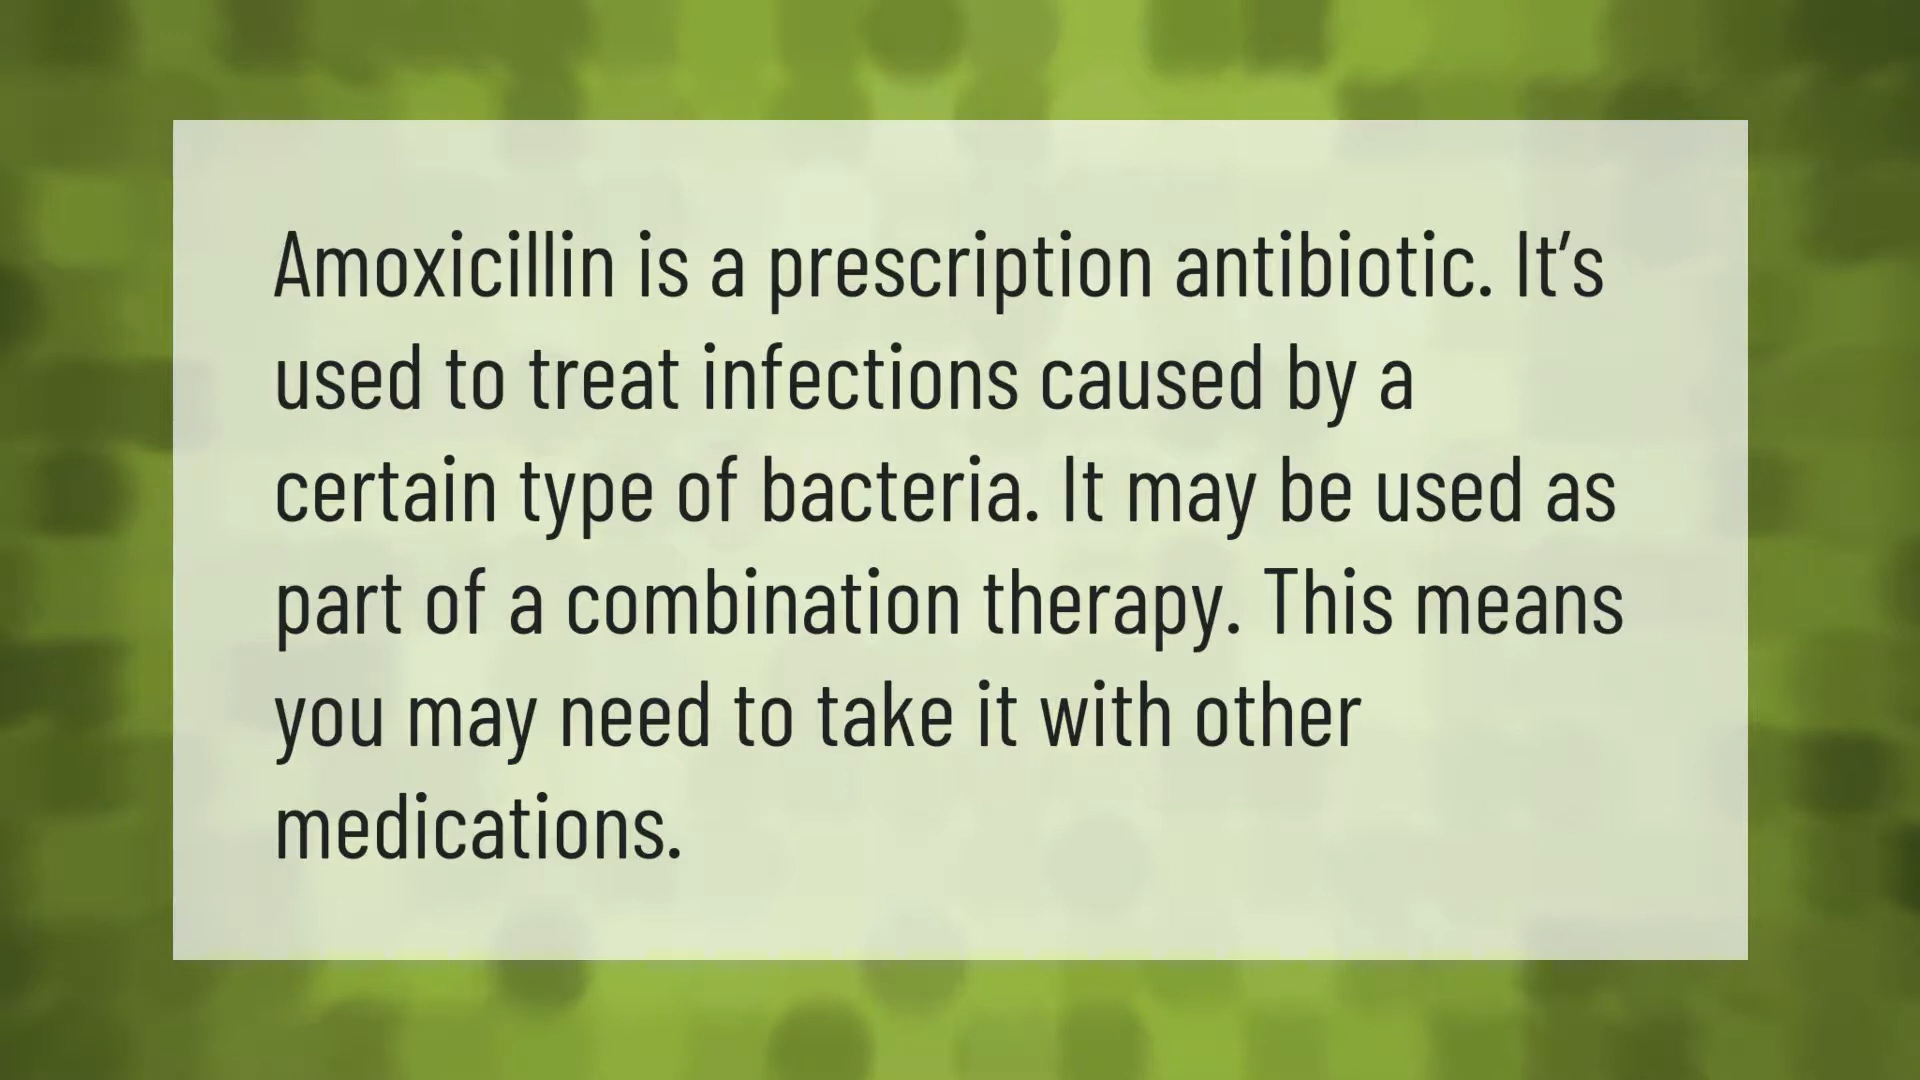 Amoxicillin is a prescription antibiotic. It’s
used to treat infections caused by a
certain type of bacteria. It may be used as
part of a combination therapy. This means
you may need to take it with other
medications.